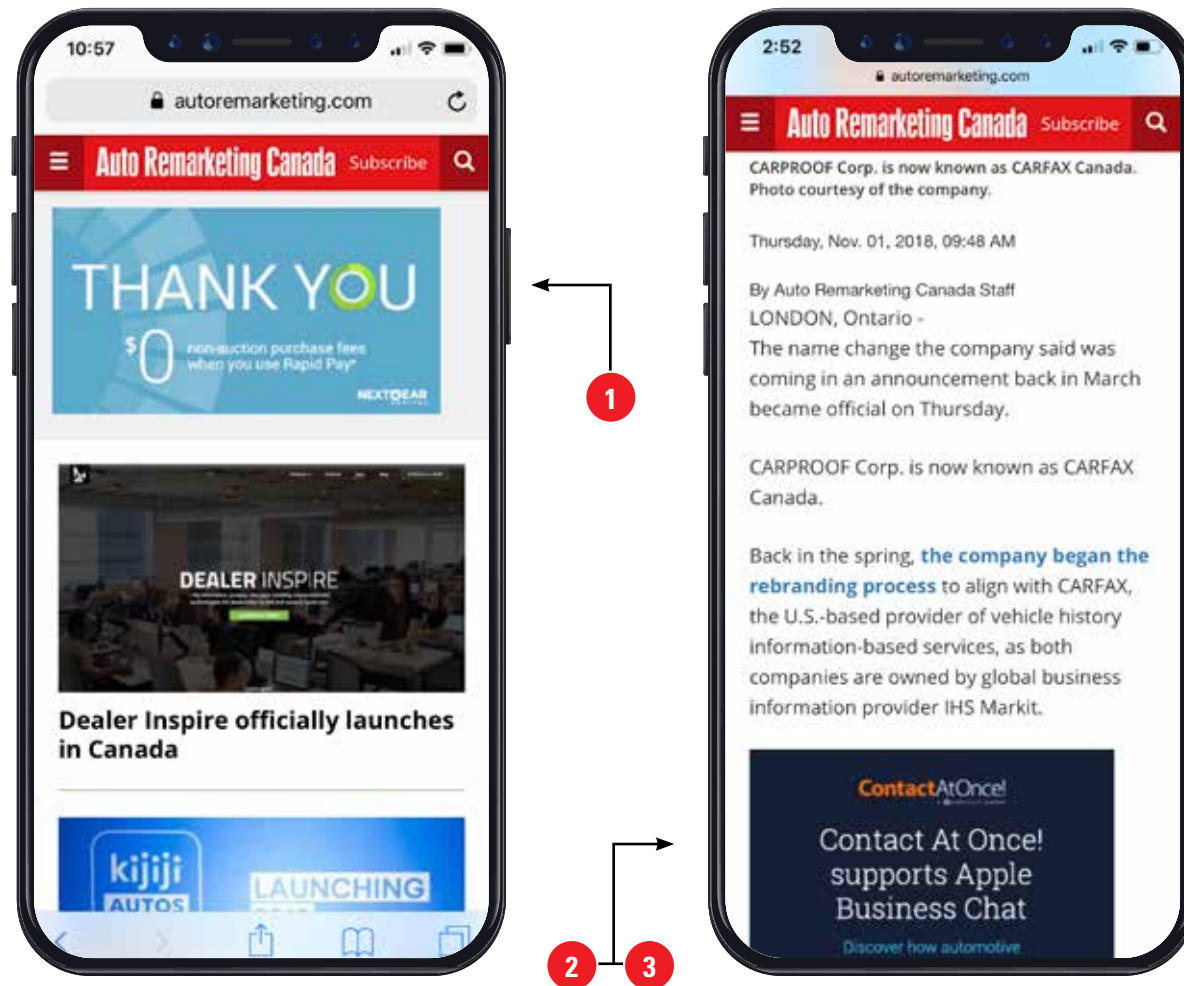 10:57
autoremarketing.com
Auto Remarketing Canada Subscribe
THANK YOU
$0 non-auction purchase fees
when you use Rapid Pay*
NEXTGEAR
CAPITAL
DEALER INSPIRE
Dealer Inspire officially launches
in Canada
kijiji
AUTOS
LAUNCHING
1
2
3
2:52
autoremarketing.com
Auto Remarketing Canada Subscribe
CARPROOF Corp. is now known as CARFAX Canada.
Photo courtesy of the company.
Thursday, Nov. 01, 2018, 09:48 AM
By Auto Remarketing Canada Staff
LONDON, Ontario -
The name change the company said was
coming in an announcement back in March
became official on Thursday.
CARPROOF Corp. is now known as CARFAX
Canada.
Back in the spring, the company began the
rebranding process to align with CARFAX,
the U.S.-based provider of vehicle history
information-based services, as both
companies are owned by global business
information provider IHS Markit.
ContactAtOnce!
Contact At Once!
supports Apple
Business Chat
Discover how automotive